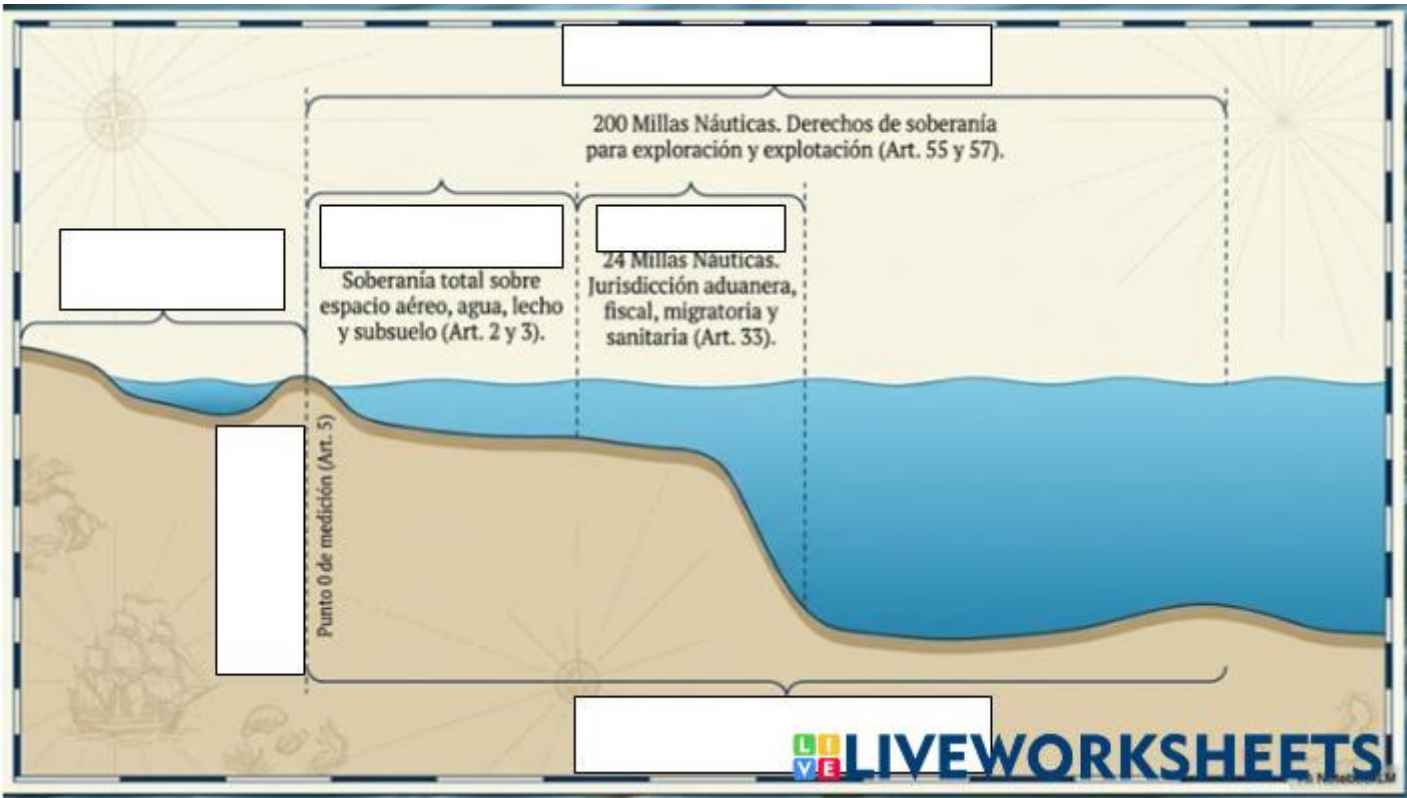 200 Millas Náuticas. Derechos de soberanía
para exploración y explotación (Art. 55 y 57).
Soberanía total sobre
espacio aéreo, agua, lecho
y subsuelo (Art. 2 y 3).
24 Millas Náuticas.
Jurisdicción aduanera,
fiscal, migratoria y
sanitaria (Art. 33).
Punto 0 de medición (Art. 5)
LIVE LIVEWORKSHEETS